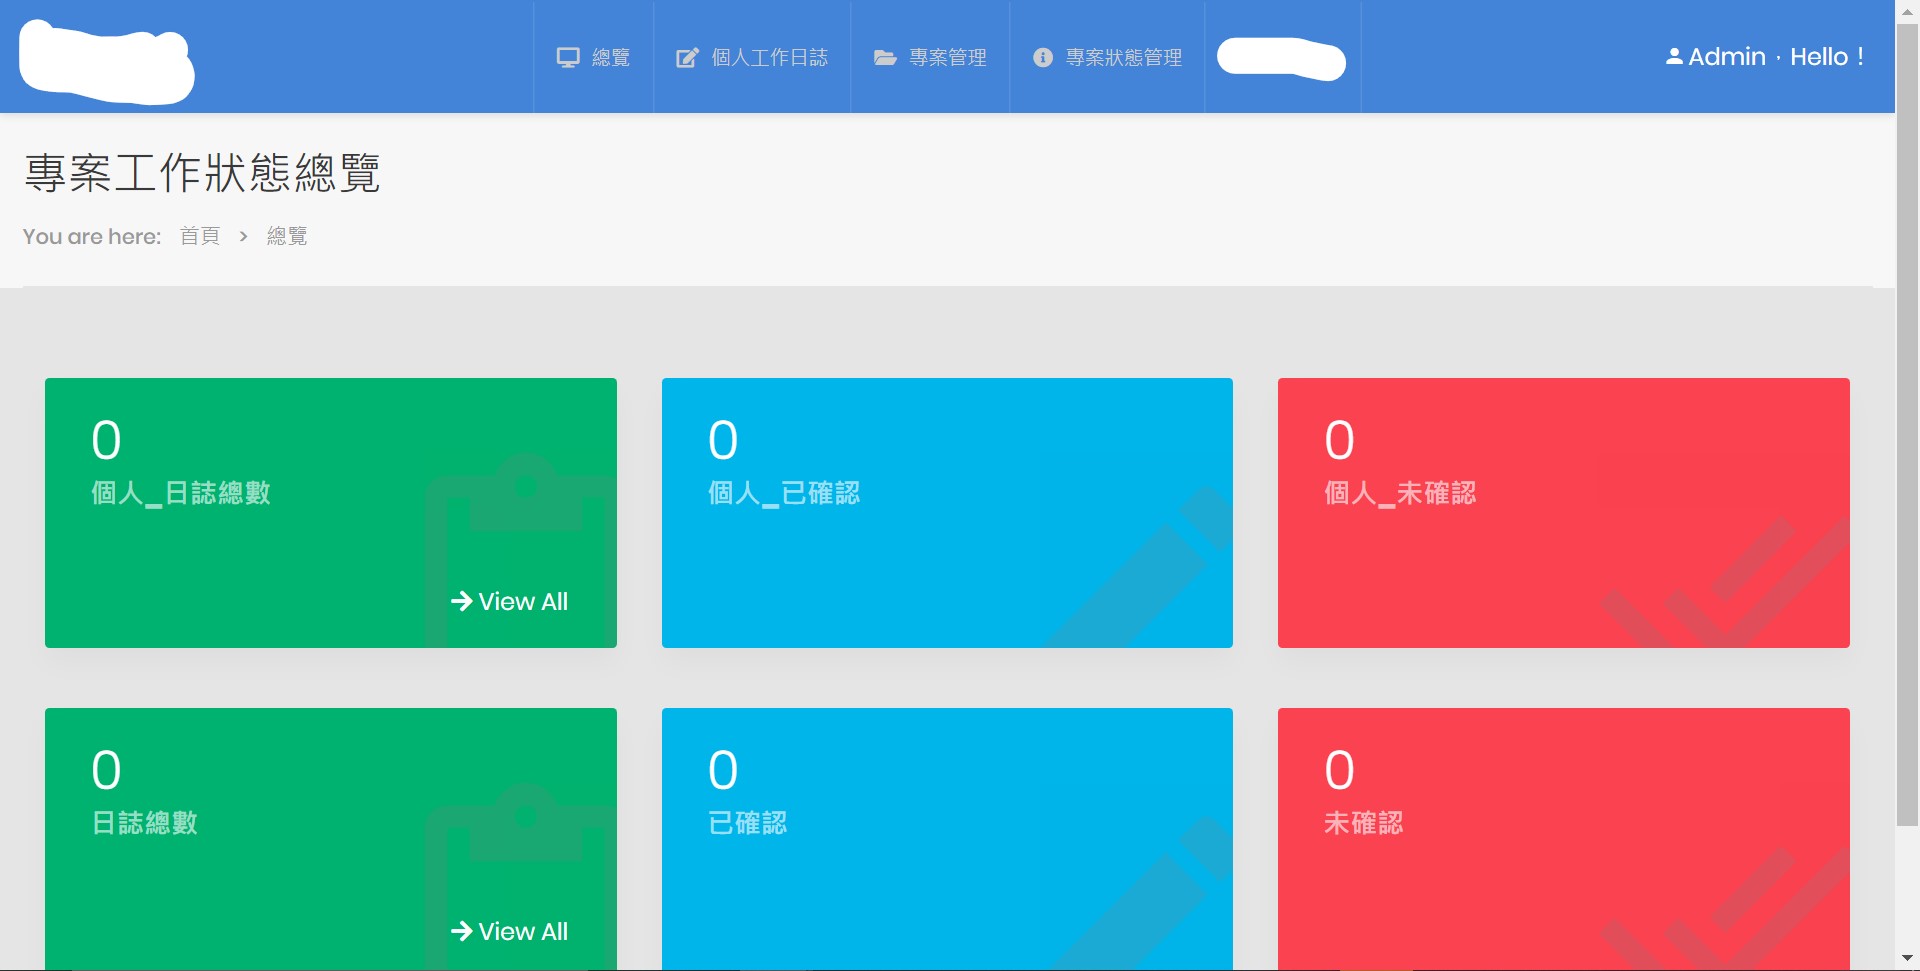 總覽
個人工作日誌
專案管理
專案狀態管理
Admin，Hello！
專案工作狀態總覽
You are here: 首頁 > 總覽
0
個人_日誌總數
View All
0
個人_已確認
0
個人_未確認
0
日誌總數
View All
0
已確認
0
未確認